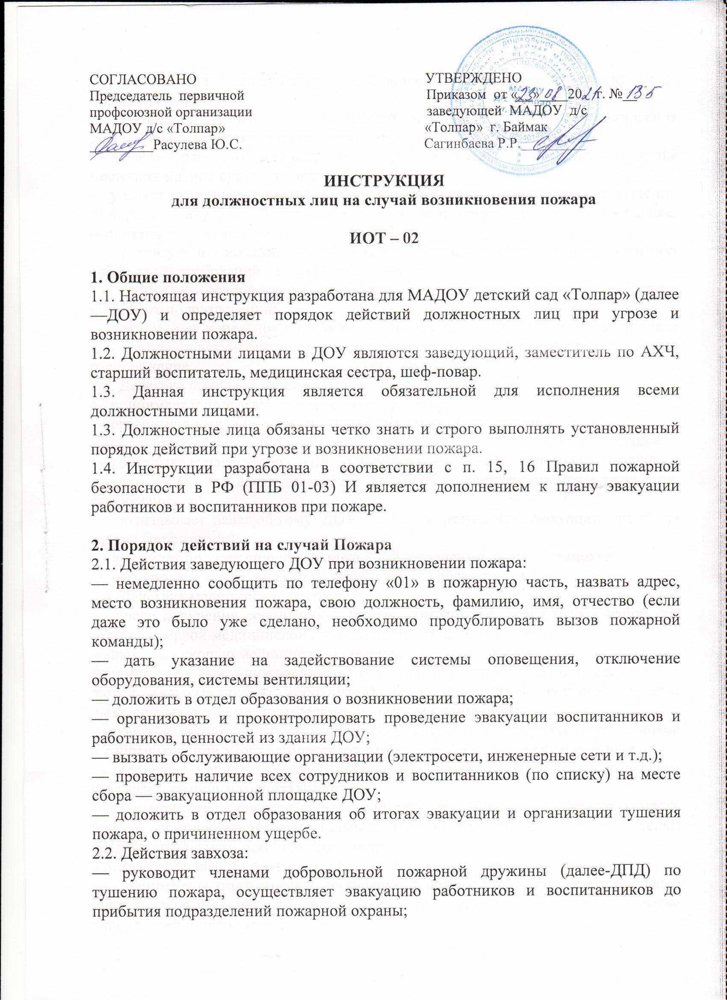 СОГЛАСОВАНО
Председатель первичной
профсоюзной организации
МАДОУ д/с «Толпар»
__________Расулева Ю.С.
УТВЕРЖДЕНО
Приказом от «23» 08 2021г. № 135
заведующей МАДОУ д/с
«Толпар» г. Баймак
Сагинбаева Р.Р.__________
ИНСТРУКЦИЯ
для должностных лиц на случай возникновения пожара
ИОТ – 02
1. Общие положения
1.1. Настоящая инструкция разработана для МАДОУ детский сад «Толпар» (далее
—ДОУ) и определяет порядок действий должностных лиц при угрозе и
возникновении пожара.
1.2. Должностными лицами в ДОУ являются заведующий, заместитель по АХЧ,
старший воспитатель, медицинская сестра, шеф-повар.
1.3. Данная инструкция является обязательной для исполнения всеми
должностными лицами.
1.3. Должностные лица обязаны четко знать и строго выполнять установленный
порядок действий при угрозе и возникновении пожара.
1.4. Инструкции разработана в соответствии с п. 15, 16 Правил пожарной
безопасности в РФ (ППБ 01-03) И является дополнением к плану эвакуации
работников и воспитанников при пожаре.
2. Порядок действий на случай Пожара
2.1. Действия заведующего ДОУ при возникновении пожара:
— немедленно сообщить по телефону «01» в пожарную часть, назвать адрес,
место возникновения пожара, свою должность, фамилию, имя, отчество (если
даже это было уже сделано, необходимо продублировать вызов пожарной
команды);
— дать указание на задействование системы оповещения, отключение
оборудования, системы вентиляции;
— доложить в отдел образования о возникновении пожара;
— организовать и проконтролировать проведение эвакуации воспитанников и
работников, ценностей из здания ДОУ;
— вызвать обслуживающие организации (электросети, инженерные сети и т.д.);
— проверить наличие всех сотрудников и воспитанников (по списку) на месте
сбора — эвакуационной площадке ДОУ;
— доложить в отдел образования об итогах эвакуации и организации тушения
пожара, о причиненном ущербе.
2.2. Действия завхоза:
— руководит членами добровольной пожарной дружины (далее-ДПД) по
тушению пожара, осуществляет эвакуацию работников и воспитанников до
прибытия подразделений пожарной охраны;